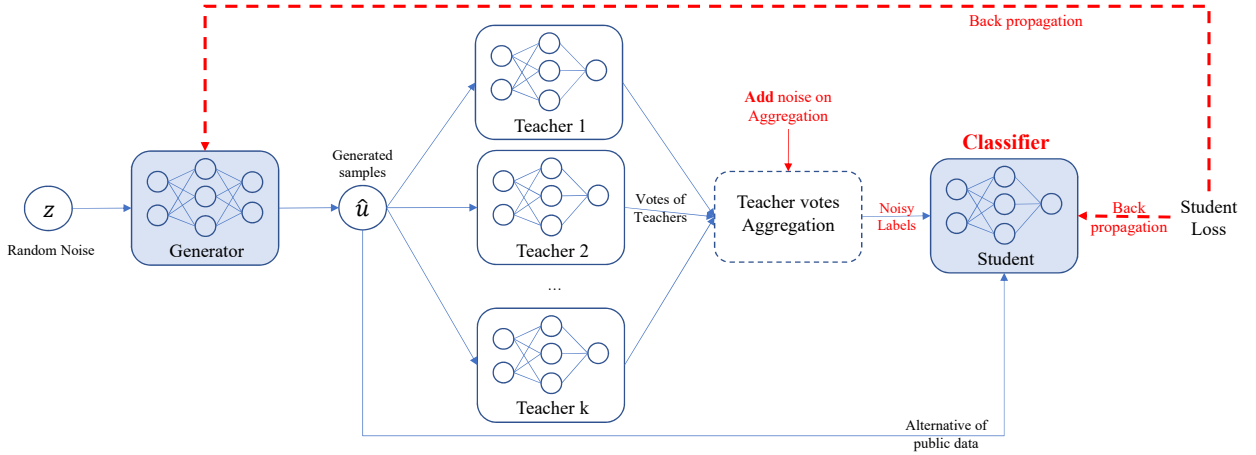 Back propagation
Teacher 1
Add noise on
Aggregation
Classifier
Generated
samples
z
û
Random Noise
Generator
Votes of
Teachers
Teacher 2
...
Teacher votes
Aggregation
Noisy
Labels
Student
Back
propagation
Student
Loss
Teacher k
Alternative of
public data